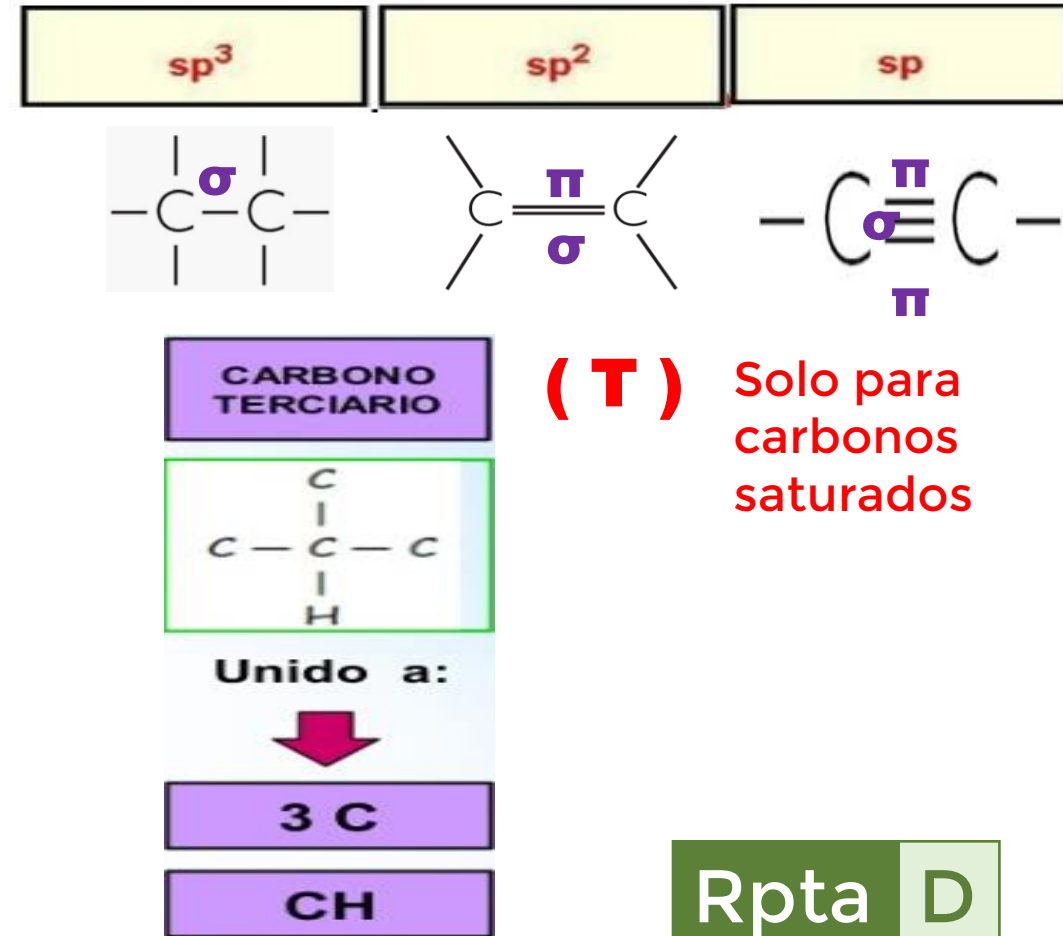 sp³ sp² sp
σ π π
– C – C – C = C – C ≡ C –
σ σ
π
CARBONO
TERCIARIO
C
C – C – C
H
Unido a:
3 C
CH
( T ) Solo para
carbonos
saturados
Rpta D